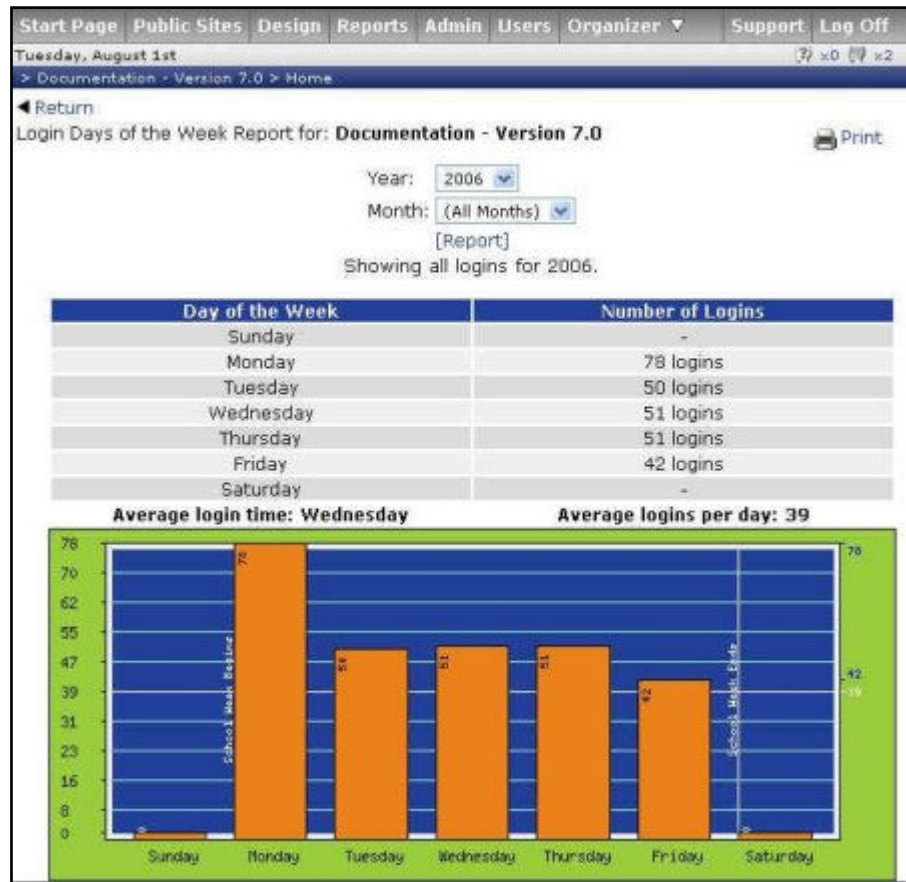 Start Page Public Sites Design Reports Admin Users Organizer ▼ Support Log Off
Tuesday, August 1st x0 x2
> Documentation - Version 7.0 > Home
◀ Return
Login Days of the Week Report for: Documentation - Version 7.0 Print
Year: 2006
Month: (All Months)
[Report]
Showing all logins for 2006.
Day of the Week Number of Logins
Sunday -
Monday 78 logins
Tuesday 50 logins
Wednesday 51 logins
Thursday 51 logins
Friday 42 logins
Saturday -
Average login time: Wednesday Average logins per day: 39
78
70
62
55
47
39
31
23
16
8
0
0
School Week Begins
78
50
51
51
42
School Week Ends
0
78
42
39
Sunday Monday Tuesday Wednesday Thursday Friday Saturday